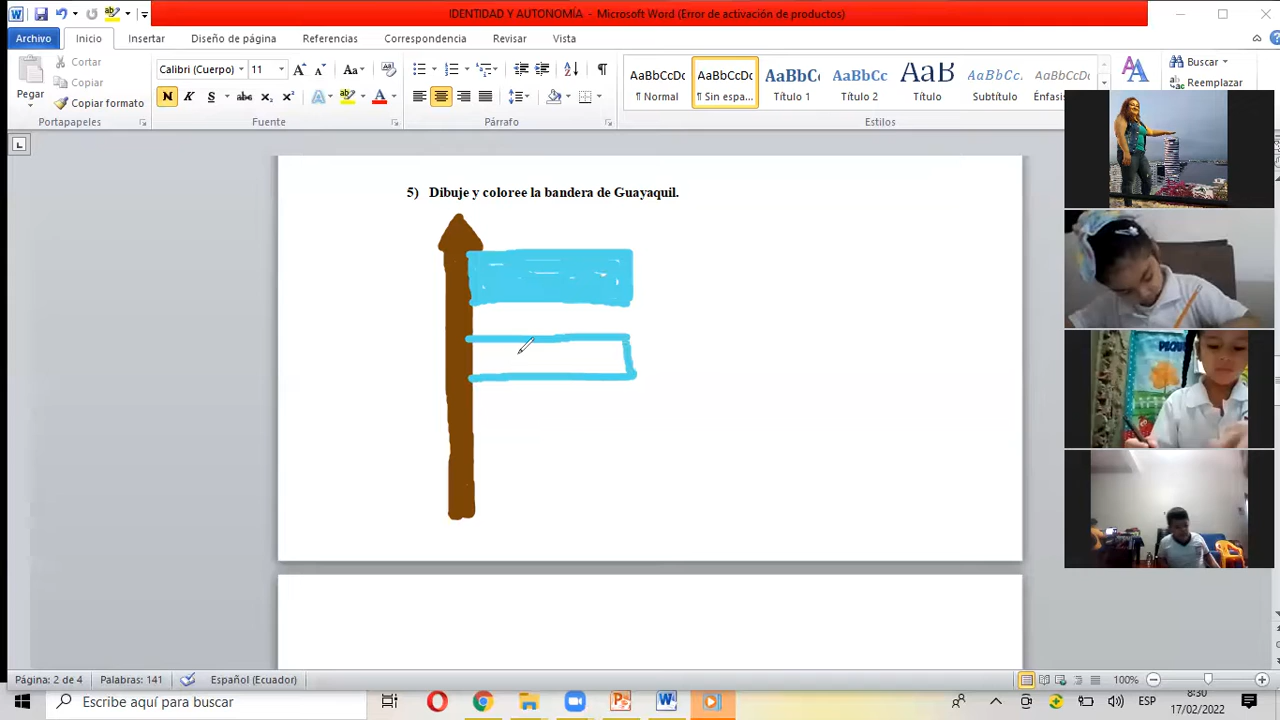 IDENTIDAD Y AUTONOMÍA - Microsoft Word (Error de activación de productos)
Archivo Inicio Insertar Diseño de página Referencias Correspondencia Revisar Vista
Pegar
Cortar
Copiar
Copiar formato
Portapapeles
Calibri (Cuerpo) 11
N K S abc x₂ x²
Fuente
Párrafo
AaBbCcDc AaBbCcDc AaBbCc AaBbCc AaB AaBbCc AaBbCcDc
¶ Normal ¶ Sin espa... Título 1 Título 2 Título Subtítulo Énfasis
Estilos
Buscar
Reemplazar
5) Dibuje y coloree la bandera de Guayaquil.
Página: 2 de 4 Palabras: 141 Español (Ecuador) 100%
Escribe aquí para buscar
ESP
8:30
17/02/2022